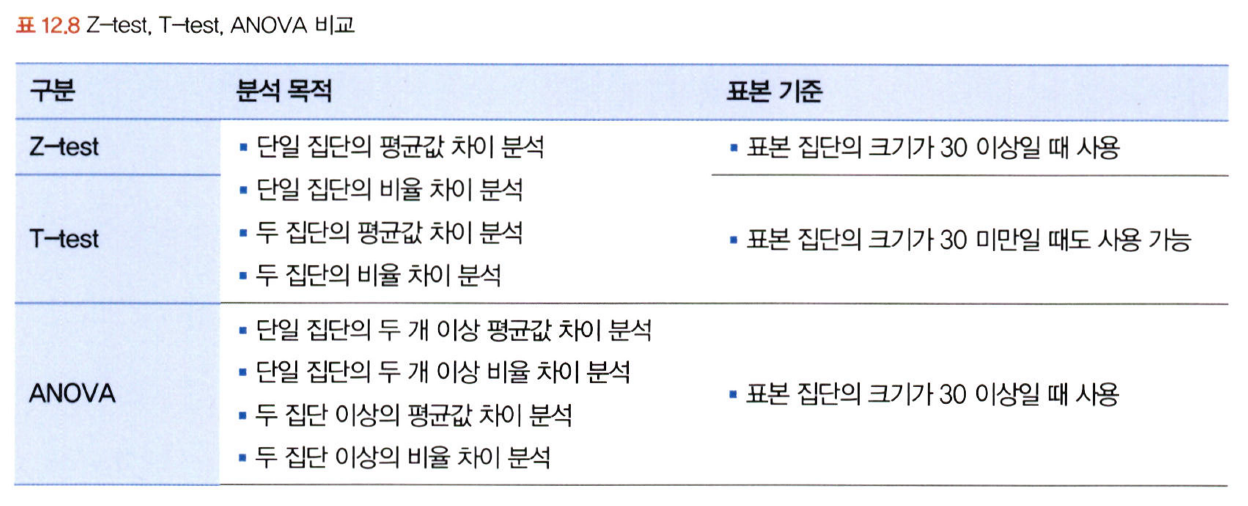 표 12.8 Z-test, T-test, ANOVA 비교
구분 분석 목적 표본 기준
Z-test
▪ 단일 집단의 평균값 차이 분석
▪ 단일 집단의 비율 차이 분석
▪ 두 집단의 평균값 차이 분석
▪ 두 집단의 비율 차이 분석
▪ 표본 집단의 크기가 30 이상일 때 사용
T-test
▪ 표본 집단의 크기가 30 미만일 때도 사용 가능
ANOVA
▪ 단일 집단의 두 개 이상 평균값 차이 분석
▪ 단일 집단의 두 개 이상 비율 차이 분석
▪ 두 집단 이상의 평균값 차이 분석
▪ 두 집단 이상의 비율 차이 분석
▪ 표본 집단의 크기가 30 이상일 때 사용